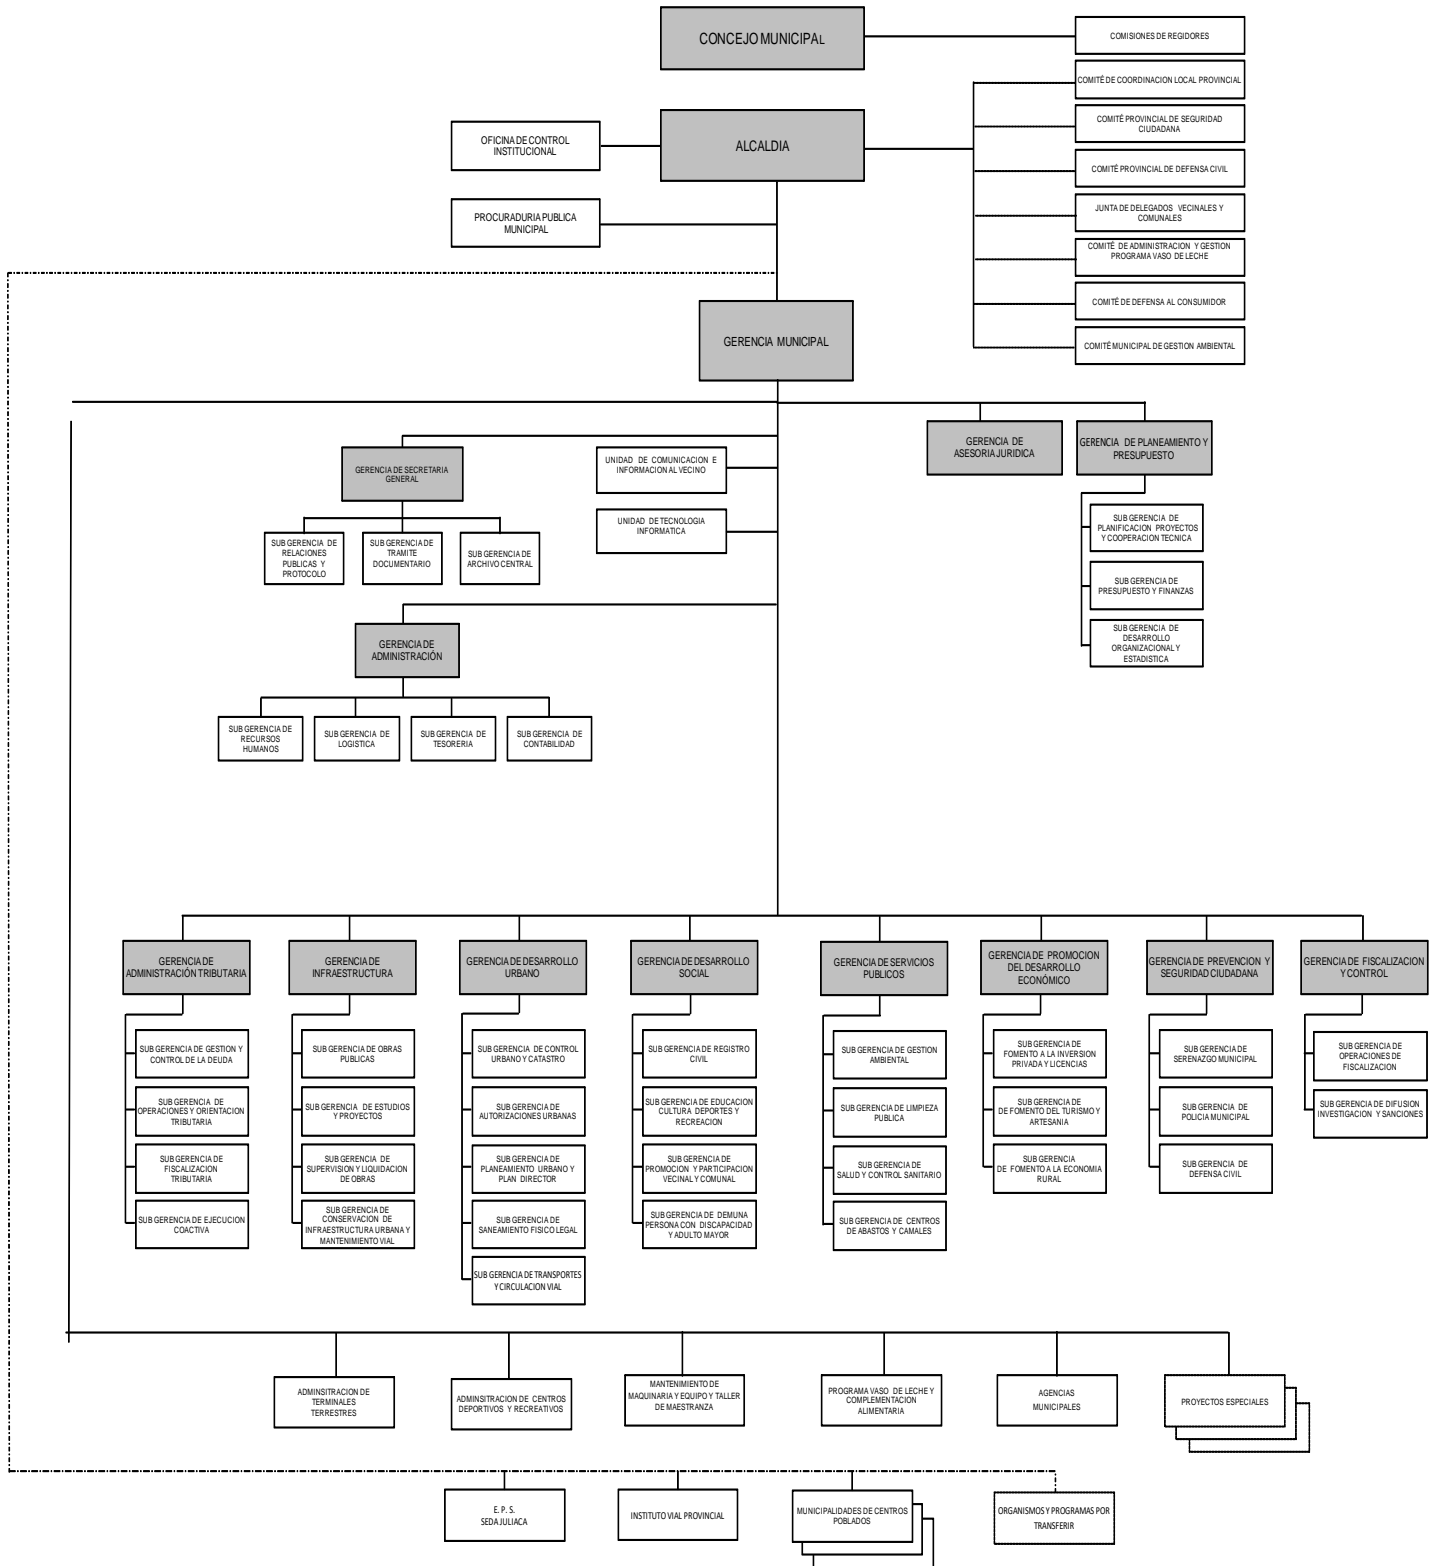 CONCEJO MUNICIPAL
COMISIONES DE REGIDORES
COMITÉ DE COORDINACION LOCAL PROVINCIAL
COMITÉ PROVINCIAL DE SEGURIDAD
CIUDADANA
OFICINA DE CONTROL
INSTITUCIONAL
ALCALDIA
COMITÉ PROVINCIAL DE DEFENSA CIVIL
PROCURADURIA PUBLICA
MUNICIPAL
JUNTA DE DELEGADOS VECINALES Y
COMUNALES
COMITÉ DE ADMINISTRACION Y GESTION
PROGRAMA VASO DE LECHE
COMITÉ DE DEFENSA AL CONSUMIDOR
COMITÉ MUNICIPAL DE GESTION AMBIENTAL
GERENCIA MUNICIPAL
GERENCIA DE
ASESORIA JURIDICA
GERENCIA DE PLANEAMIENTO Y
PRESUPUESTO
GERENCIA DE SECRETARIA
GENERAL
UNIDAD DE COMUNICACION E
INFORMACION AL VECINO
UNIDAD DE TECNOLOGIA
INFORMATICA
SUB GERENCIA DE
PLANIFICACION PROYECTOS
Y COOPERACION TECNICA
SUB GERENCIA DE
RELACIONES
PUBLICAS Y
PROTOCOLO
SUB GERENCIA DE
TRAMITE
DOCUMENTARIO
SUB GERENCIA DE
ARCHIVO CENTRAL
SUB GERENCIA DE
PRESUPUESTO Y FINANZAS
SUB GERENCIA DE
DESARROLLO
ORGANIZACIONAL Y
ESTADISTICA
GERENCIA DE
ADMINISTRACIÓN
SUB GERENCIA DE
RECURSOS
HUMANOS
SUB GERENCIA DE
LOGISTICA
SUB GERENCIA DE
TESORERIA
SUB GERENCIA DE
CONTABILIDAD
GERENCIA DE
ADMINISTRACIÓN TRIBUTARIA
GERENCIA DE
INFRAESTRUCTURA
GERENCIA DE DESARROLLO
URBANO
GERENCIA DE DESARROLLO
SOCIAL
GERENCIA DE SERVICIOS
PUBLICOS
GERENCIA DE PROMOCION
DEL DESARROLLO
ECONÓMICO
GERENCIA DE PREVENCION Y
SEGURIDAD CIUDADANA
GERENCIA DE FISCALIZACION
Y CONTROL
SUB GERENCIA DE GESTION Y
CONTROL DE LA DEUDA
SUB GERENCIA DE OBRAS
PUBLICAS
SUB GERENCIA DE CONTROL
URBANO Y CATASTRO
SUB GERENCIA DE REGISTRO
CIVIL
SUB GERENCIA DE GESTION
AMBIENTAL
SUB GERENCIA DE
FOMENTO A LA INVERSION
PRIVADA Y LICENCIAS
SUB GERENCIA DE
SERENAZGO MUNICIPAL
SUB GERENCIA DE
OPERACIONES DE
FISCALIZACION
SUB GERENCIA DE
OPERACIONES Y ORIENTACION
TRIBUTARIA
SUB GERENCIA DE ESTUDIOS
Y PROYECTOS
SUB GERENCIA DE
AUTORIZACIONES URBANAS
SUB GERENCIA DE EDUCACION
CULTURA DEPORTES Y
RECREACION
SUB GERENCIA DE LIMPIEZA
PUBLICA
SUB GERENCIA DE
DE FOMENTO DEL TURISMO Y
ARTESANIA
SUB GERENCIA DE
POLICIA MUNICIPAL
SUB GERENCIA DE DIFUSION
INVESTIGACION Y SANCIONES
SUB GERENCIA DE
FISCALIZACION
TRIBUTARIA
SUB GERENCIA DE
SUPERVISION Y LIQUIDACION
DE OBRAS
SUB GERENCIA DE
PLANEAMIENTO URBANO Y
PLAN DIRECTOR
SUB GERENCIA DE
PROMOCION Y PARTICIPACION
VECINAL Y COMUNAL
SUB GERENCIA DE
SALUD Y CONTROL SANITARIO
SUB GERENCIA
DE FOMENTO A LA ECONOMIA
RURAL
SUB GERENCIA DE
DEFENSA CIVIL
SUB GERENCIA DE EJECUCION
COACTIVA
SUB GERENCIA DE
CONSERVACION DE
INFRAESTRUCTURA URBANA Y
MANTENIMIENTO VIAL
SUB GERENCIA DE
SANEAMIENTO FISICO LEGAL
SUB GERENCIA DE DEMUNA
PERSONA CON DISCAPACIDAD
Y ADULTO MAYOR
SUB GERENCIA DE CENTROS
DE ABASTOS Y CAMALES
SUB GERENCIA DE TRANSPORTES
Y CIRCULACION VIAL
ADMINSITRACION DE
TERMINALES
TERRESTRES
ADMINSITRACION DE CENTROS
DEPORTIVOS Y RECREATIVOS
MANTENIMIENTO DE
MAQUINARIA Y EQUIPO Y TALLER
DE MAESTRANZA
PROGRAMA VASO DE LECHE Y
COMPLEMENTACION
ALIMENTARIA
AGENCIAS
MUNICIPALES
PROYECTOS ESPECIALES
E. P. S.
SEDA JULIACA
INSTITUTO VIAL PROVINCIAL
MUNICIPALIDADES DE CENTROS
POBLADOS
ORGANISMOS Y PROGRAMAS POR
TRANSFERIR